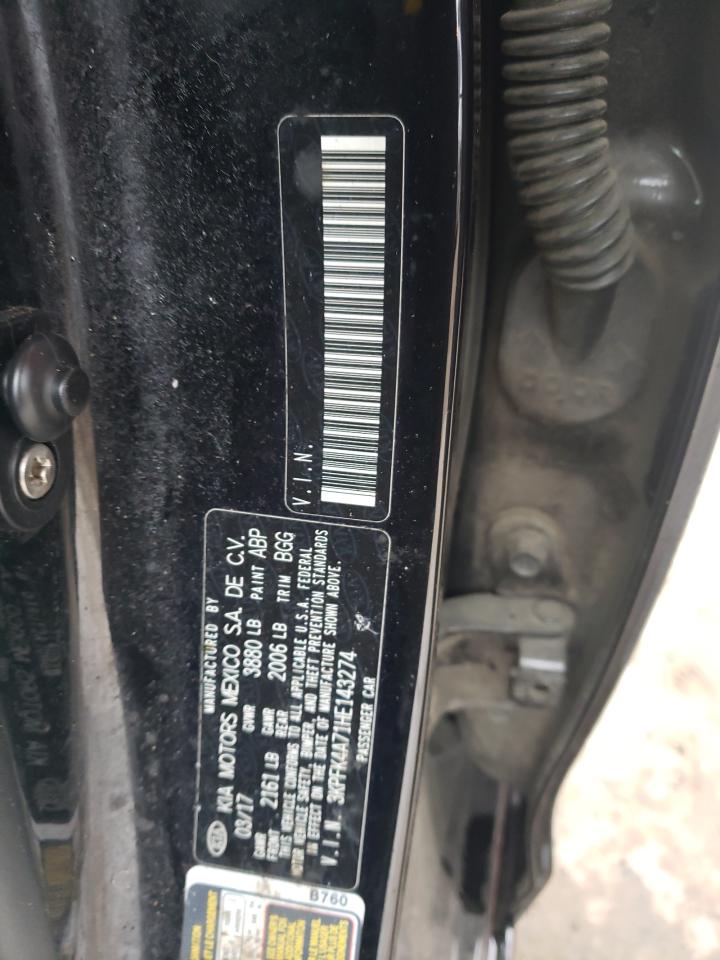 V.I.N.
MANUFACTURED BY
KIA KIA MOTORS MEXICO S.A. DE C.V.
03/17 GVWR 3880 LB PAINT ABP
GAWR FRONT 2161 LB GAWR REAR 2006 LB TRIM BGG
THIS VEHICLE CONFORMS TO ALL APPLICABLE U.S.A. FEDERAL
MOTOR VEHICLE SAFETY, BUMPER, AND THEFT PREVENTION STANDARDS
IN EFFECT ON THE DATE OF MANUFACTURE SHOWN ABOVE.
V.I.N. 3KPFK4A71HE143274
PASSENGER CAR
B760